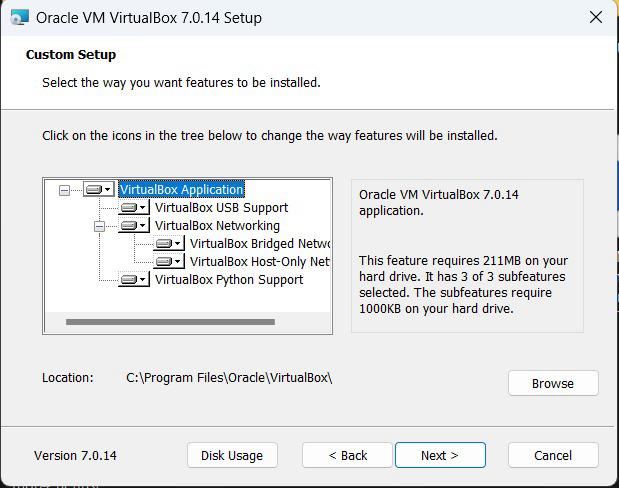 Oracle VM VirtualBox 7.0.14 Setup
Custom Setup
Select the way you want features to be installed.
Click on the icons in the tree below to change the way features will be installed.
VirtualBox Application
VirtualBox USB Support
VirtualBox Networking
VirtualBox Bridged Netwo
VirtualBox Host-Only Net
VirtualBox Python Support
Oracle VM VirtualBox 7.0.14
application.
This feature requires 211MB on your
hard drive. It has 3 of 3 subfeatures
selected. The subfeatures require
1000KB on your hard drive.
Location: C:\Program Files\Oracle\VirtualBox\
Browse
Version 7.0.14
Disk Usage
< Back
Next >
Cancel